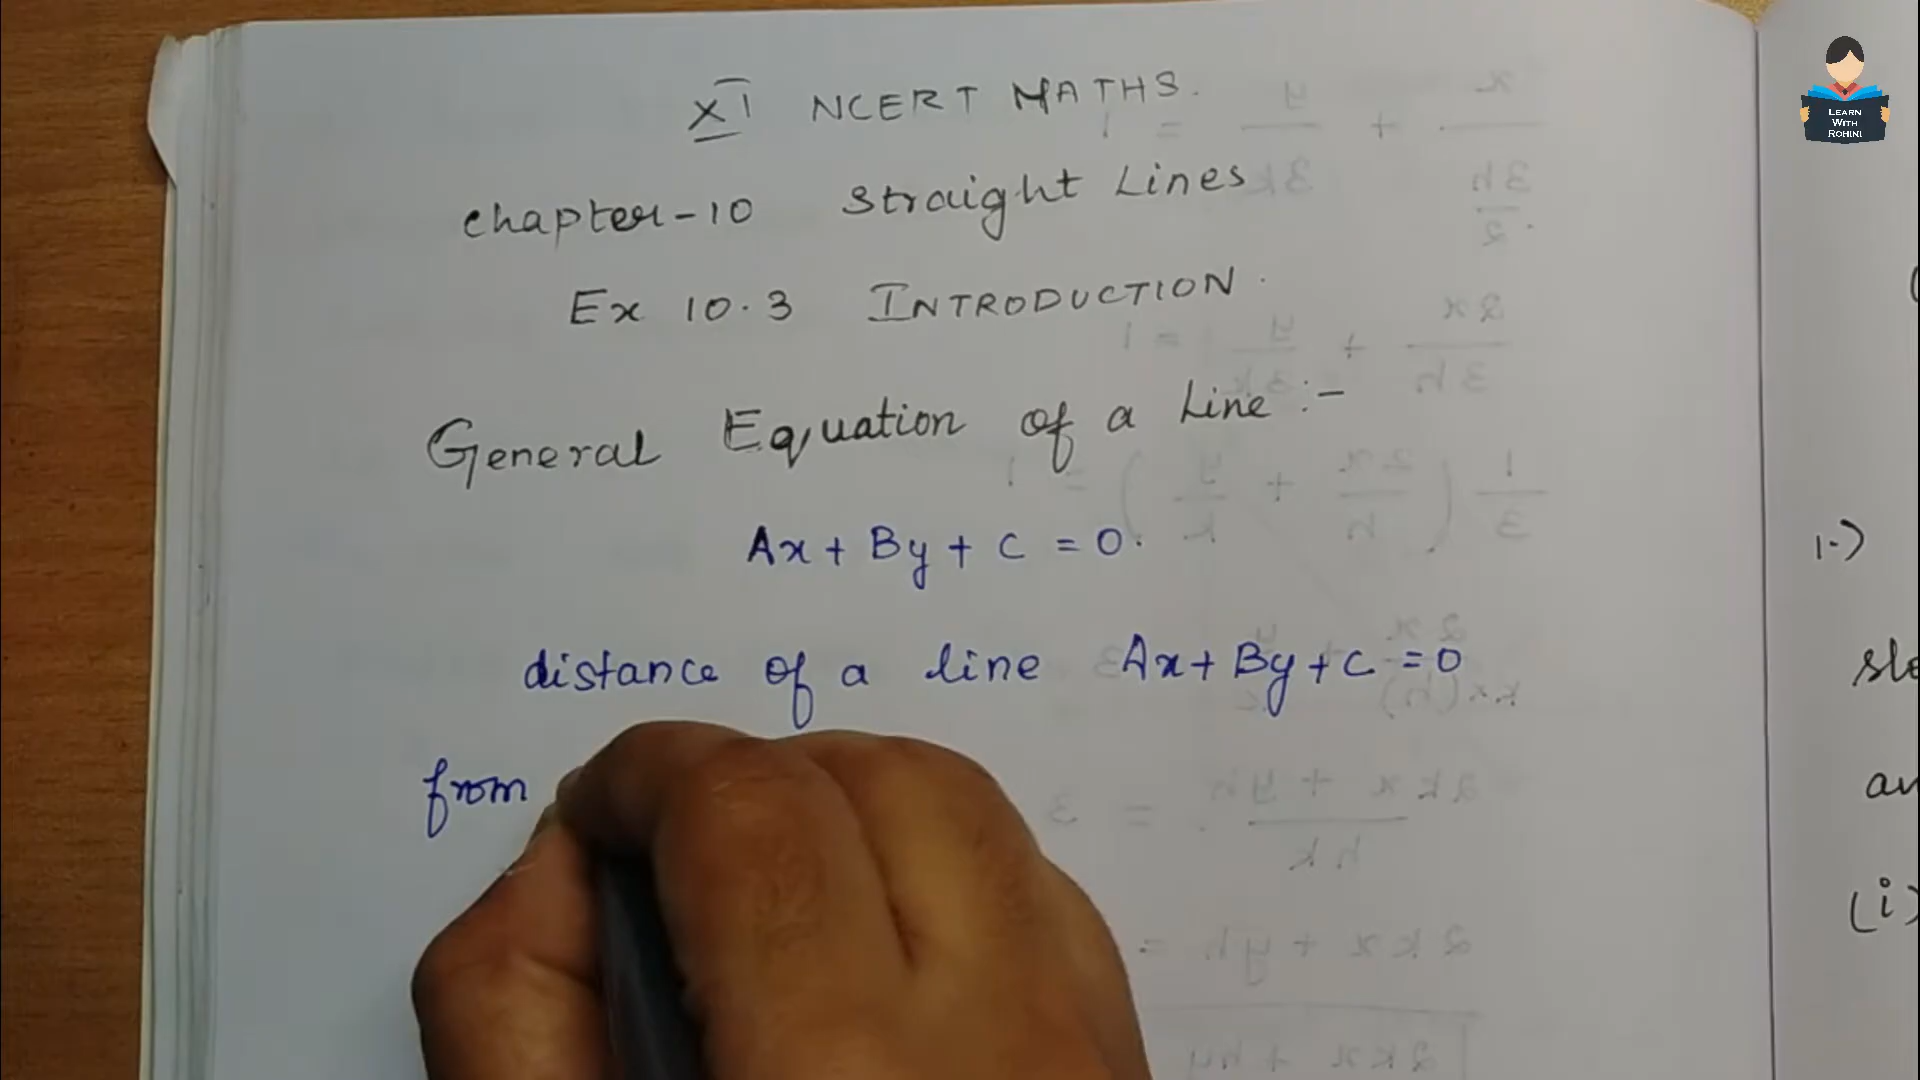 XI NCERT MATHS.
chapter-10 Straight Lines
Ex 10.3 INTRODUCTION.
General Equation of a Line :-
Ax + By + C = 0.
distance of a line Ax + By + C = 0
from
1.)
(i)
LEARN
WITH
ROHINI